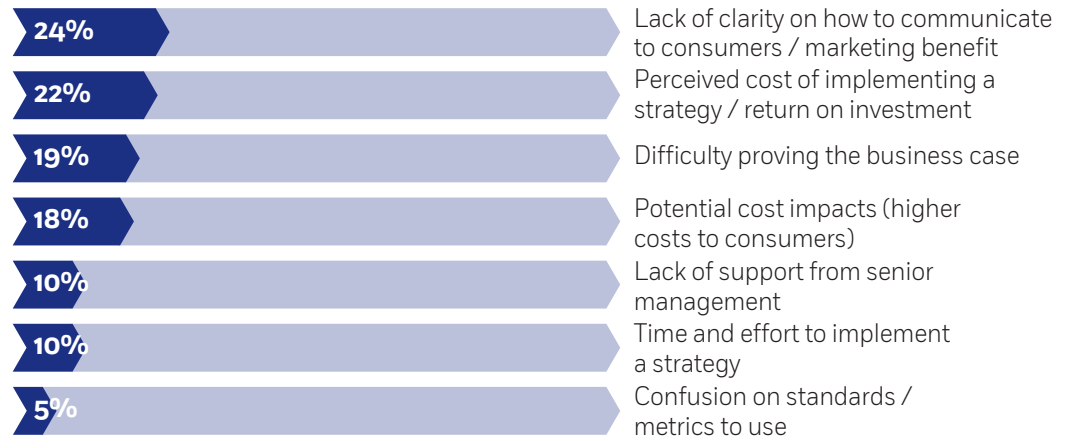 24%
Lack of clarity on how to communicate
to consumers / marketing benefit
22%
Perceived cost of implementing a
strategy / return on investment
19%
Difficulty proving the business case
18%
Potential cost impacts (higher
costs to consumers)
10%
Lack of support from senior
management
10%
Time and effort to implement
a strategy
5%
Confusion on standards /
metrics to use